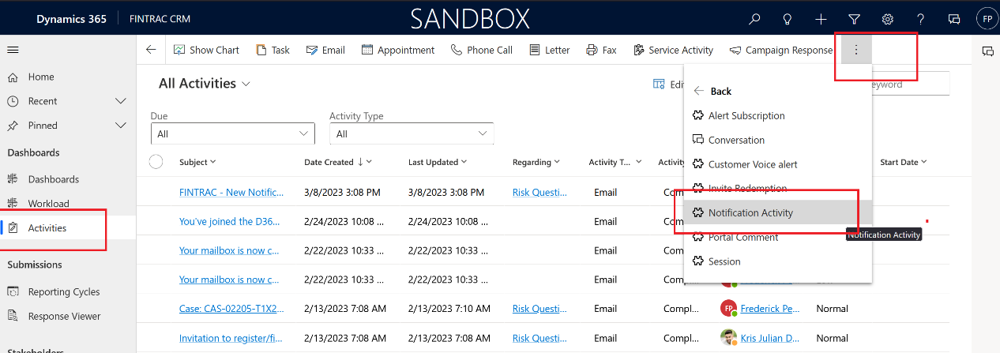 Dynamics 365 FINTRAC CRM SANDBOX FP
Show Chart Task Email Appointment Phone Call Letter Fax Service Activity Campaign Response
Home
Recent
Pinned
Dashboards
Dashboards
Workload
Activities
Submissions
Reporting Cycles
Response Viewer
All Activities
Due Activity Type
All All
Subject Date Created Last Updated Regarding Activity T... Start Date
FINTRAC - New Notific... 3/8/2023 3:08 PM 3/8/2023 3:08 PM Risk Questi... Email
You've joined the D36... 2/24/2023 10:08 ... 2/24/2023 10:08 ... Email
Your mailbox is now c... 2/22/2023 10:33 ... 2/22/2023 10:33 ... Email
Your mailbox is now c... 2/22/2023 10:33 ... 2/22/2023 10:33 ... Email
Case: CAS-02205-T1X2... 2/13/2023 7:08 AM 2/13/2023 7:10 AM Risk Questi... Email Compl... FP Frederick Pe... Normal
Invitation to register/fi... 2/13/2023 7:08 AM 2/13/2023 7:08 AM Risk Questi... Email Compl... Kris Julian D... Normal
Back
Alert Subscription
Conversation
Customer Voice alert
Invite Redemption
Notification Activity
Notification Activity
Portal Comment
Session